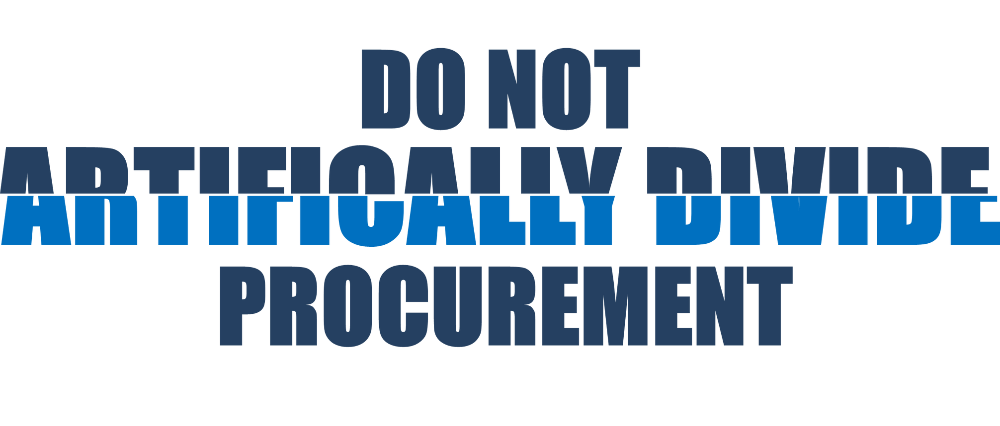 DO NOT
ARTIFICALLY DIVIDE
PROCUREMENT